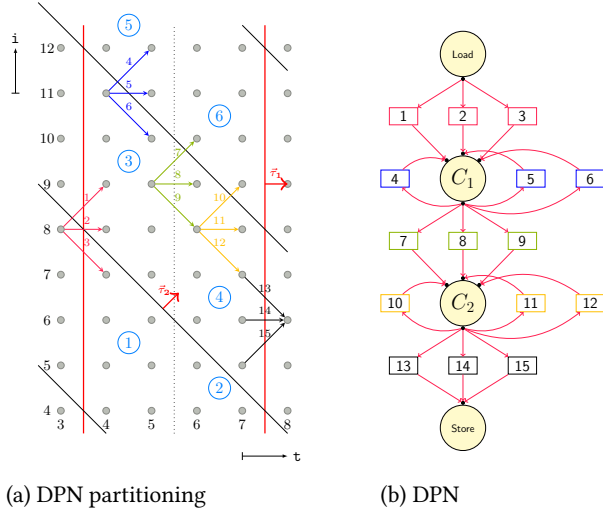 i
12
11
10
9
8
7
6
5
4
3
4
5
6
7
8
t
⑤
③
⑥
④
①
②
4
5
6
7
8
9
1
2
3
10
11
12
13
14
15
τ⃗₁
τ⃗₂
(a) DPN partitioning
Load
1 2 3
C₁
4 5 6
7 8 9
C₂
10 11 12
13 14 15
Store
(b) DPN